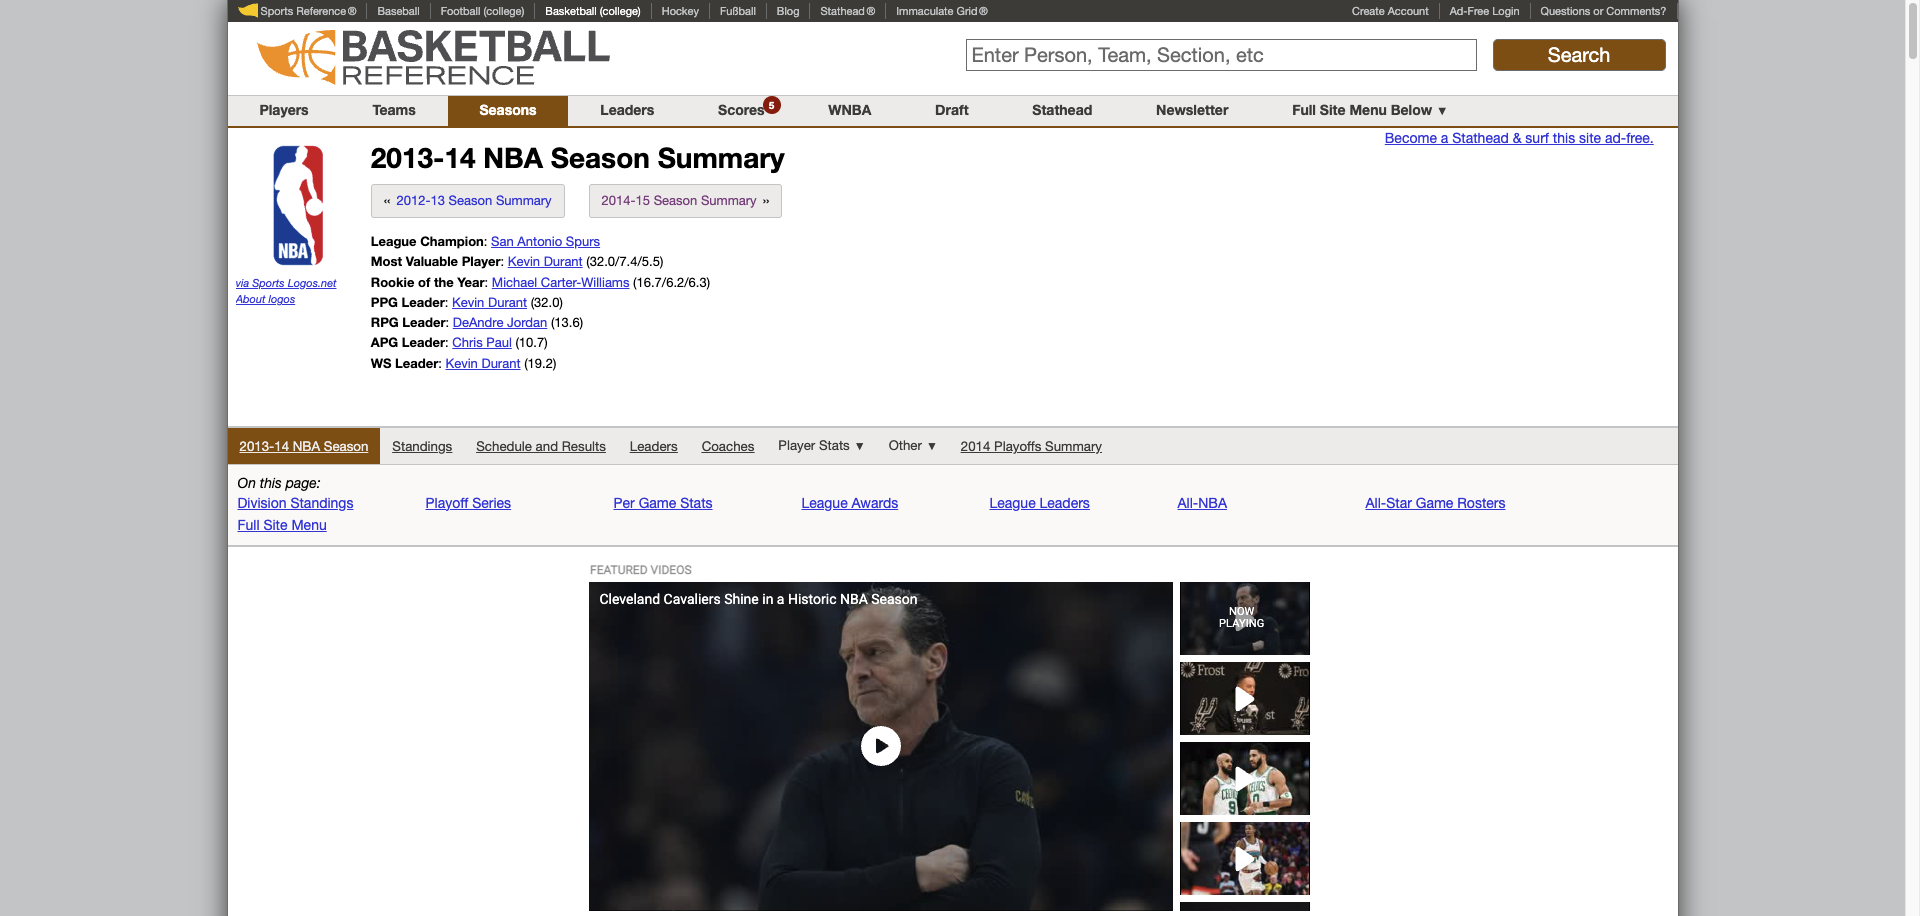 Sports Reference® Baseball Football (college) Basketball (college) Hockey Fußball Blog Stathead® Immaculate Grid® Create Account Ad-Free Login Questions or Comments?
BASKETBALL
REFERENCE
Enter Person, Team, Section, etc Search
Players Teams Seasons Leaders Scores 5 WNBA Draft Stathead Newsletter Full Site Menu Below ▼
Become a Stathead & surf this site ad-free.
NBA
via Sports Logos.net
About logos
2013-14 NBA Season Summary
« 2012-13 Season Summary 2014-15 Season Summary »
League Champion: San Antonio Spurs
Most Valuable Player: Kevin Durant (32.0/7.4/5.5)
Rookie of the Year: Michael Carter-Williams (16.7/6.2/6.3)
PPG Leader: Kevin Durant (32.0)
RPG Leader: DeAndre Jordan (13.6)
APG Leader: Chris Paul (10.7)
WS Leader: Kevin Durant (19.2)
2013-14 NBA Season Standings Schedule and Results Leaders Coaches Player Stats ▼ Other ▼ 2014 Playoffs Summary
On this page:
Division Standings Playoff Series Per Game Stats League Awards League Leaders All-NBA All-Star Game Rosters
Full Site Menu
FEATURED VIDEOS
Cleveland Cavaliers Shine in a Historic NBA Season
NOW
PLAYING
Frost